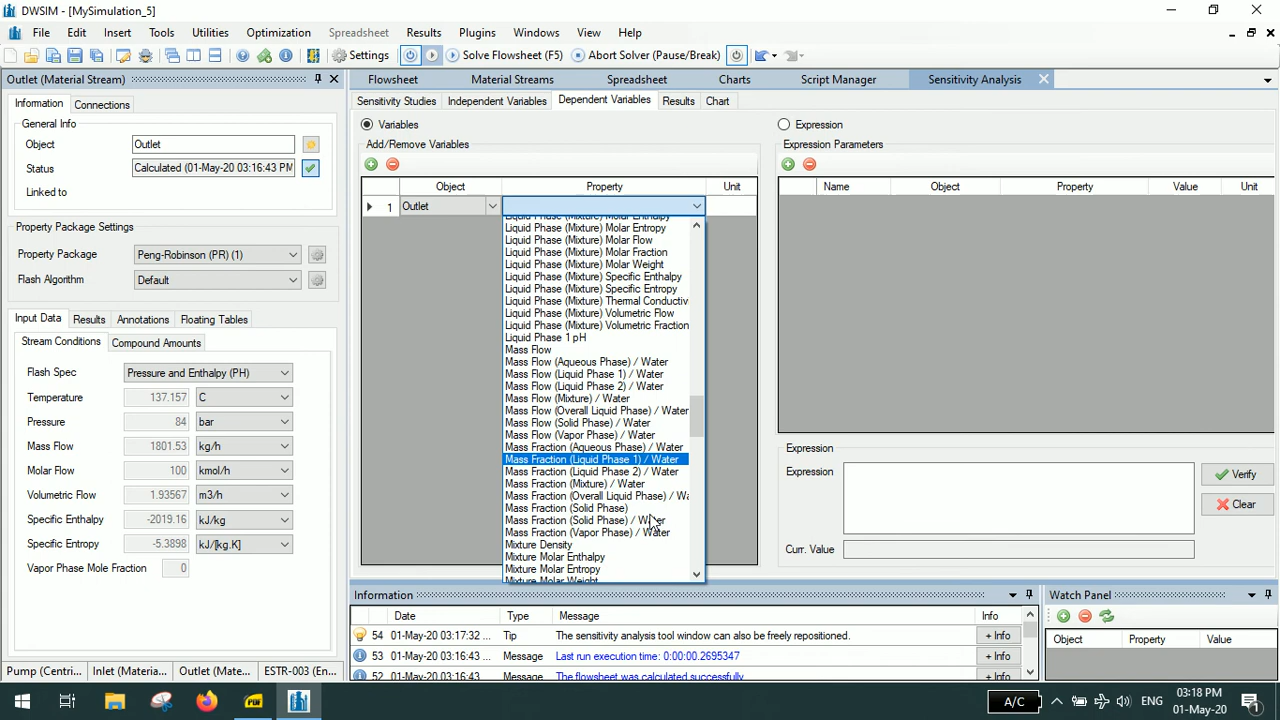 DWSIM - [MySimulation_5]
File Edit Insert Tools Utilities Optimization Spreadsheet Results Plugins Windows View Help
Settings Solve Flowsheet (F5) Abort Solver (Pause/Break)
Outlet (Material Stream)
Information Connections
General Info
Object Outlet
Status Calculated (01-May-20 03:16:43 PM
Linked to
Property Package Settings
Property Package Peng-Robinson (PR) (1)
Flash Algorithm Default
Input Data Results Annotations Floating Tables
Stream Conditions Compound Amounts
Flash Spec Pressure and Enthalpy (PH)
Temperature 137.157 C
Pressure 84 bar
Mass Flow 1801.53 kg/h
Molar Flow 100 kmol/h
Volumetric Flow 1.93567 m3/h
Specific Enthalpy -2019.16 kJ/kg
Specific Entropy -5.3898 kJ/[kg.K]
Vapor Phase Mole Fraction 0
Pump (Centri... Inlet (Materia... Outlet (Mate... ESTR-003 (En...
Flowsheet Material Streams Spreadsheet Charts Script Manager Sensitivity Analysis
Sensitivity Studies Independent Variables Dependent Variables Results Chart
Variables
Add/Remove Variables
Object Property Unit
1 Outlet
Liquid Phase (Mixture) Molar Enthalpy
Liquid Phase (Mixture) Molar Entropy
Liquid Phase (Mixture) Molar Flow
Liquid Phase (Mixture) Molar Fraction
Liquid Phase (Mixture) Molar Weight
Liquid Phase (Mixture) Specific Enthalpy
Liquid Phase (Mixture) Specific Entropy
Liquid Phase (Mixture) Thermal Conductiv
Liquid Phase (Mixture) Volumetric Flow
Liquid Phase (Mixture) Volumetric Fraction
Liquid Phase 1 pH
Mass Flow
Mass Flow (Aqueous Phase) / Water
Mass Flow (Liquid Phase 1) / Water
Mass Flow (Liquid Phase 2) / Water
Mass Flow (Mixture) / Water
Mass Flow (Overall Liquid Phase) / Water
Mass Flow (Solid Phase) / Water
Mass Flow (Vapor Phase) / Water
Mass Fraction (Aqueous Phase) / Water
Mass Fraction (Liquid Phase 1) / Water
Mass Fraction (Liquid Phase 2) / Water
Mass Fraction (Mixture) / Water
Mass Fraction (Overall Liquid Phase) / Wa
Mass Fraction (Solid Phase)
Mass Fraction (Solid Phase) / Water
Mass Fraction (Vapor Phase) / Water
Mixture Density
Mixture Molar Enthalpy
Mixture Molar Entropy
Mixture Molar Weight
Expression
Expression Parameters
Name Object Property Value Unit
Expression
Expression Verify
Clear
Curr. Value
Information
Date Type Message Info
54 01-May-20 03:17:32 ... Tip The sensitivity analysis tool window can also be freely repositioned. + Info
53 01-May-20 03:16:43 ... Message Last run execution time: 0:00:00.2695347 + Info
52 01-May-20 03:16:43 ... Message The flowsheet was calculated successfully. + Info
Watch Panel
Object Property Value
A/C ENG 03:18 PM
01-May-20
1